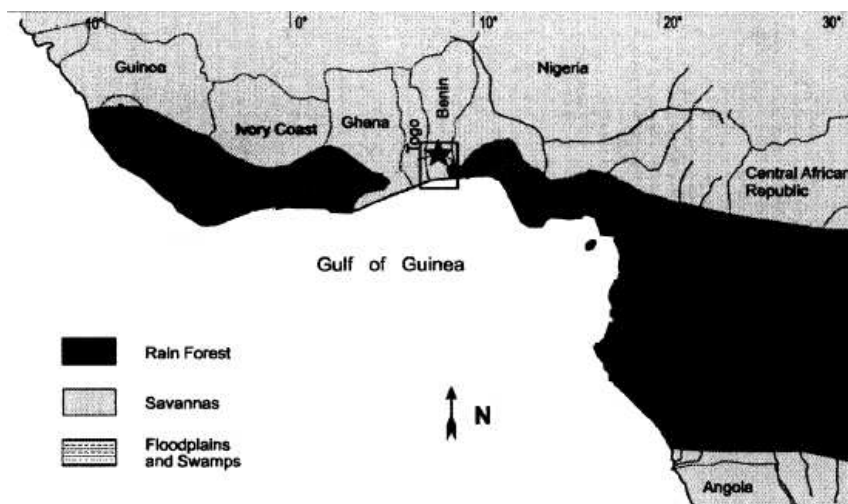 10° 0° 10° 20° 30°
Guinea
Ivory Coast
Ghana
Togo
Benin
Nigeria
Central African
Republic
Gulf of Guinea
Rain Forest
Savannas
Floodplains
and Swamps
N
Angola